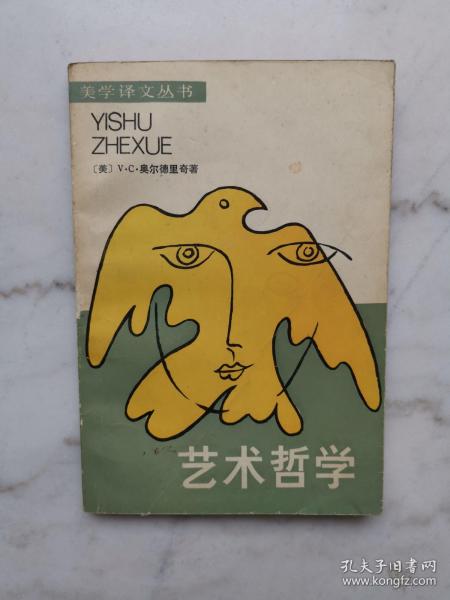 美学译文丛书
YISHU
ZHEXUE
〔美〕V·C·奥尔德里奇著
艺术哲学
孔夫子旧书网
www.kongfz.com